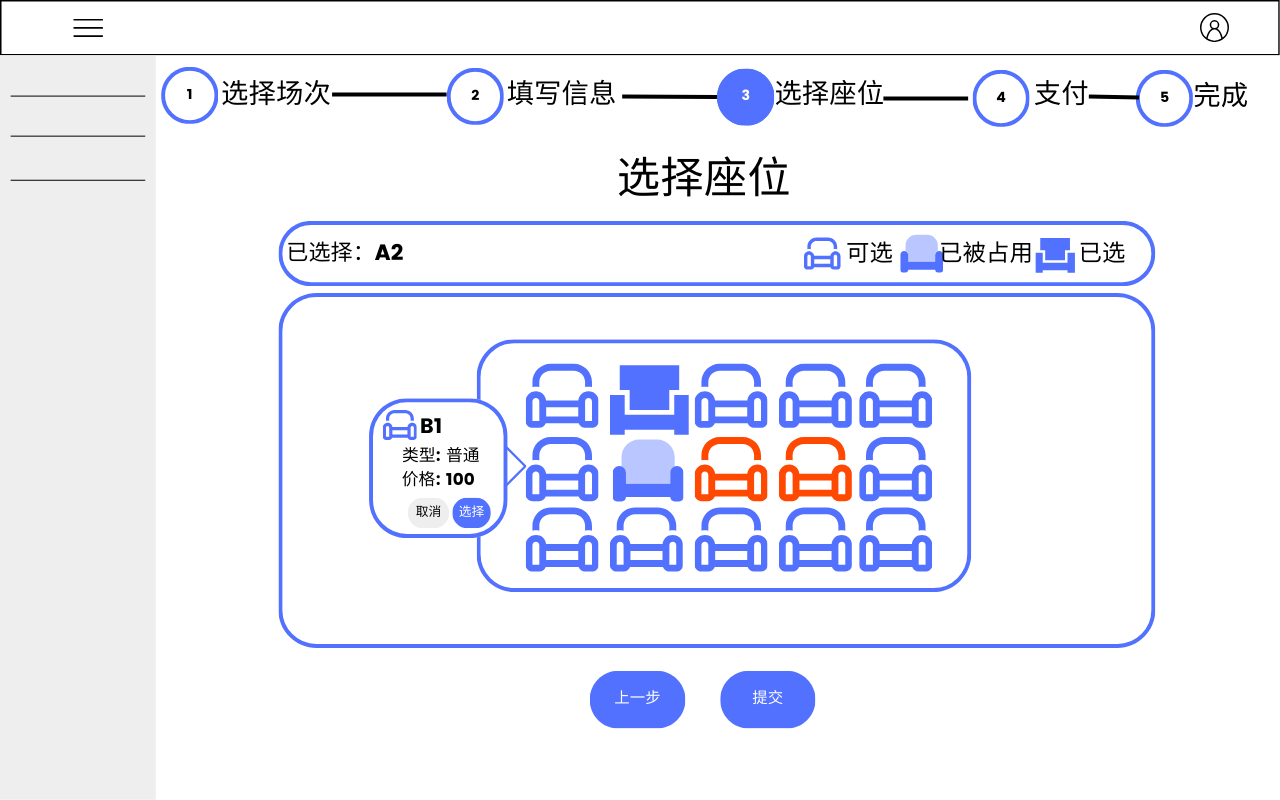 1 选择场次 2 填写信息 3 选择座位 4 支付 5 完成
选择座位
已选择：A2 可选 已被占用 已选
B1
类型: 普通
价格: 100
取消 选择
上一步 提交